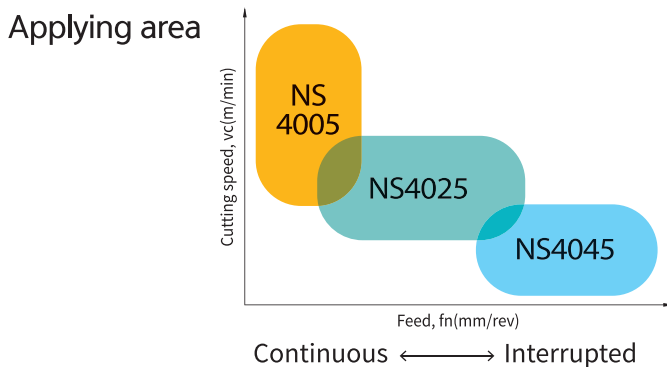 Applying area
Cutting speed, vc(m/min)
NS
4005
NS4025
NS4045
Feed, fn(mm/rev)
Continuous ⟷ Interrupted